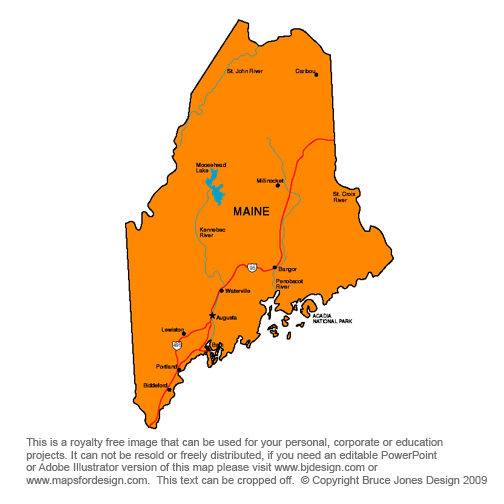 St. John River
Caribou
Moosehead
Lake
Millinocket
St. Croix
River
MAINE
Kennebec
River
95
Bangor
Penobscot
River
Waterville
Augusta
ACADIA
NATIONAL PARK
Lewiston
495
Bath
Portland
Biddeford
This is a royalty free image that can be used for your personal, corporate or education
projects. It can not be resold or freely distributed, if you need an editable PowerPoint
or Adobe Illustrator version of this map please visit www.bjdesign.com or
www.mapsfordesign.com. This text can be cropped off. © Copyright Bruce Jones Design 2009